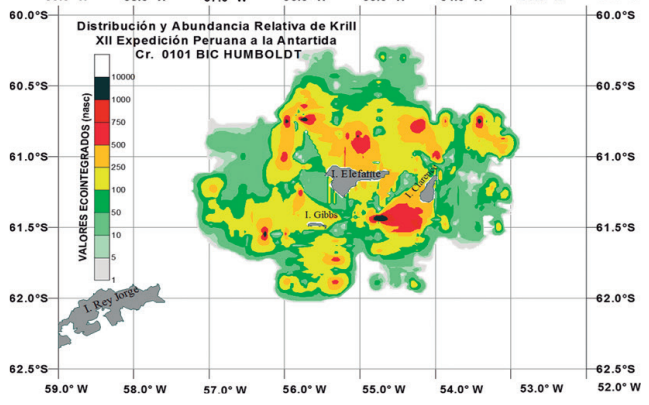 60.0°S
60.0°S
Distribución y Abundancia Relativa de Krill
XII Expedición Peruana a la Antartida
Cr. 0101 BIC HUMBOLDT
VALORES ECOINTEGRADOS (nasc)
10000
1000
750
500
250
100
50
10
5
1
60.5°S
60.5°S
61.0°S
61.0°S
I. Elefante
I. Clarence
I. Gibbs
61.5°S
61.5°S
I. Rey Jorge
62.0°S
62.0°S
62.5°S
62.5°S
59.0° W
58.0° W
57.0° W
56.0° W
55.0° W
54.0° W
53.0° W
52.0° W